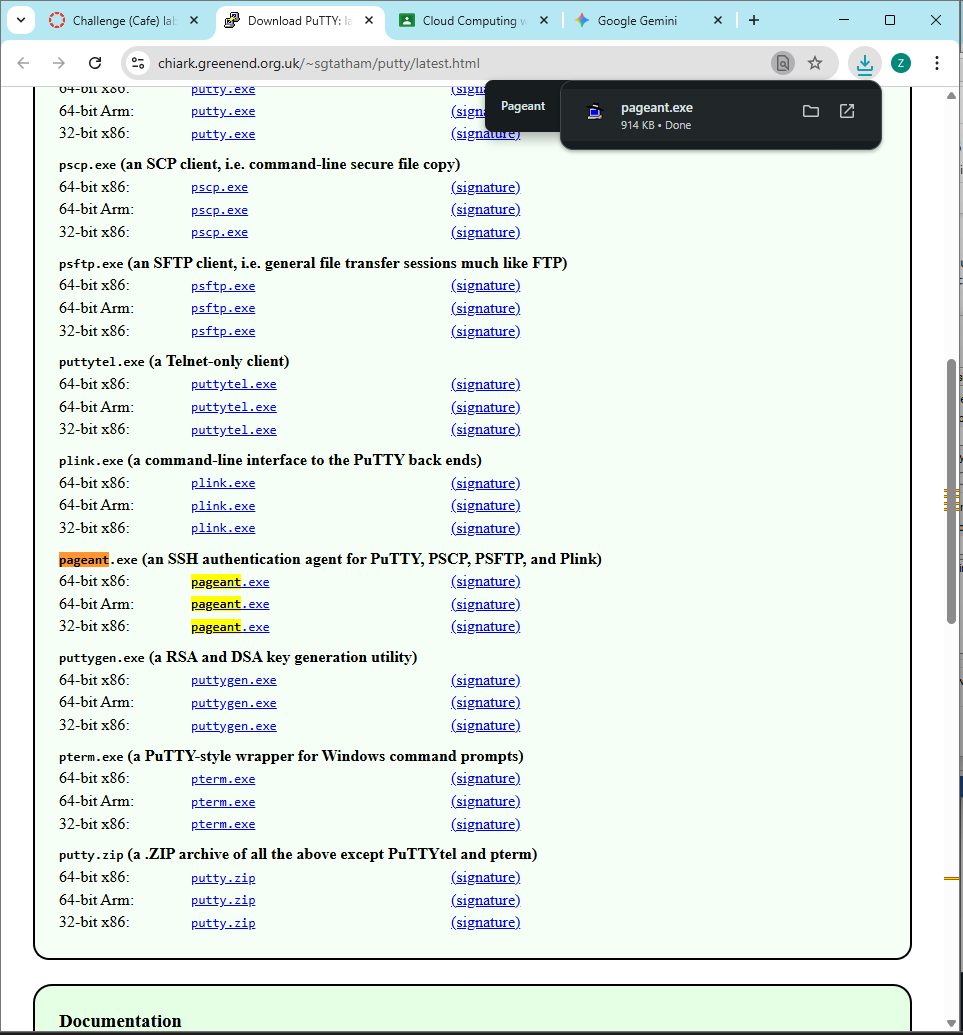 Challenge (Cafe) lab
Download PuTTY: la
Cloud Computing w
Google Gemini
chiark.greenend.org.uk/~sgtatham/putty/latest.html
Z
Pageant
pageant.exe
914 KB • Done
64-bit x86: putty.exe (signature)
64-bit Arm: putty.exe (signature)
32-bit x86: putty.exe (signature)
pscp.exe (an SCP client, i.e. command-line secure file copy)
64-bit x86: pscp.exe (signature)
64-bit Arm: pscp.exe (signature)
32-bit x86: pscp.exe (signature)
psftp.exe (an SFTP client, i.e. general file transfer sessions much like FTP)
64-bit x86: psftp.exe (signature)
64-bit Arm: psftp.exe (signature)
32-bit x86: psftp.exe (signature)
puttytel.exe (a Telnet-only client)
64-bit x86: puttytel.exe (signature)
64-bit Arm: puttytel.exe (signature)
32-bit x86: puttytel.exe (signature)
plink.exe (a command-line interface to the PuTTY back ends)
64-bit x86: plink.exe (signature)
64-bit Arm: plink.exe (signature)
32-bit x86: plink.exe (signature)
pageant.exe (an SSH authentication agent for PuTTY, PSCP, PSFTP, and Plink)
64-bit x86: pageant.exe (signature)
64-bit Arm: pageant.exe (signature)
32-bit x86: pageant.exe (signature)
puttygen.exe (a RSA and DSA key generation utility)
64-bit x86: puttygen.exe (signature)
64-bit Arm: puttygen.exe (signature)
32-bit x86: puttygen.exe (signature)
pterm.exe (a PuTTY-style wrapper for Windows command prompts)
64-bit x86: pterm.exe (signature)
64-bit Arm: pterm.exe (signature)
32-bit x86: pterm.exe (signature)
putty.zip (a .ZIP archive of all the above except PuTTYtel and pterm)
64-bit x86: putty.zip (signature)
64-bit Arm: putty.zip (signature)
32-bit x86: putty.zip (signature)
Documentation